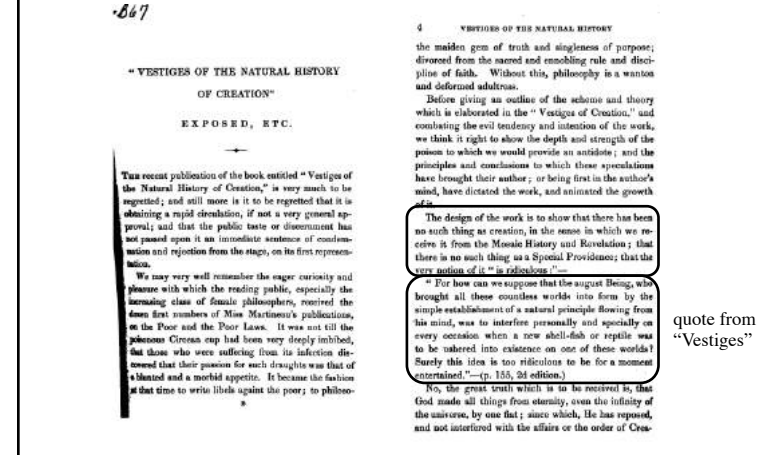 B67
“ VESTIGES OF THE NATURAL HISTORY
OF CREATION”
EXPOSED, ETC.
THE recent publication of the book entitled “ Vestiges of
the Natural History of Creation,” is very much to be
regretted; and still more is it to be regretted that it is
obtaining a rapid circulation, if not a very general ap-
proval; and that the public taste or discernment has
not passed upon it an immediate sentence of condem-
nation and rejection from the stage, on its first represen-
tation.
We may very well remember the eager curiosity and
pleasure with which the reading public, especially the
increasing class of female philosophers, received the
dozen first numbers of Miss Martineau’s publications,
on the Poor and the Poor Laws. It was not till the
poisonous Circean cup had been very deeply imbibed,
that those who were suffering from its infection dis-
covered that their passion for such draughts was that of
a blunted and a morbid appetite. It became the fashion
at that time to write libels against the poor; to philoso-
4 VESTIGES OF THE NATURAL HISTORY
the maiden gem of truth and singleness of purpose;
divorced from the sacred and ennobling rule and disci-
pline of faith. Without this, philosophy is a wanton
and deformed adultress.
Before giving an outline of the scheme and theory
which is elaborated in the “ Vestiges of Creation,” and
combating the evil tendency and intention of the work,
we think it right to show the depth and strength of the
poison to which we would provide an antidote; and the
principles and conclusions to which these speculations
have brought their author; or being first in the author’s
mind, have dictated the work, and animated the growth
of it.
The design of the work is to show that there has been
no such thing as creation, in the sense in which we re-
ceive it from the Mosaic History and Revelation; that
there is no such thing as a Special Providence; that the
very notion of it “ is ridiculous :”—
“ For how can we suppose that the august Being, who
brought all these countless worlds into form by the
simple establishment of a natural principle flowing from
his mind, was to interfere personally and specially on
every occasion when a new shell-fish or reptile was
to be ushered into existence on one of these worlds?
Surely this idea is too ridiculous to be for a moment
entertained.”—(p. 155, 2d edition.)
No, the great truth which is to be received is, that
God made all things from eternity, even the infinity of
the universe, by one fiat; since which, He has reposed,
and not interfered with the affairs or the order of Crea-
quote from
“Vestiges”